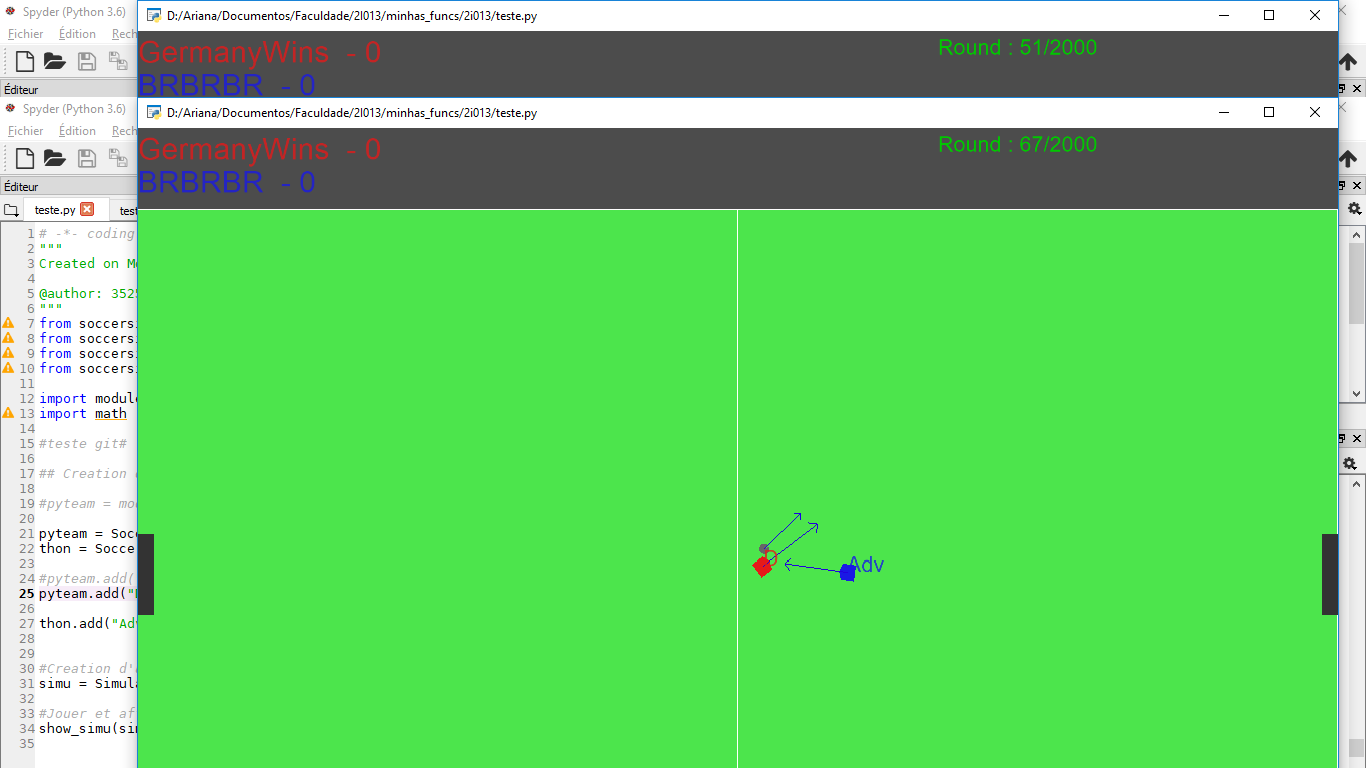 Spyder (Python 3.6)
D:/Ariana/Documentos/Faculdade/2I013/minhas_funcs/2i013/teste.py
Fichier Édition Rech
GermanyWins - 0
Round : 51/2000
BRBRBR - 0
Éditeur
Spyder (Python 3.6)
D:/Ariana/Documentos/Faculdade/2I013/minhas_funcs/2i013/teste.py
Fichier Édition Rech
GermanyWins - 0
Round : 67/2000
BRBRBR - 0
Éditeur
teste.py
1 # -*- coding
2 """
3 Created on M
4
5 @author: 352
6 """
7 from soccers
8 from soccers
9 from soccers
10 from soccers
11
12 import modul
13 import math
14
15 #teste git#
16
17 ## Creation
18
19 #pyteam = mo
20
21 pyteam = Soc
22 thon = Socce
23
24 #pyteam.add(
25 pyteam.add("
26
27 thon.add("Ad
28
29
30 #Creation d'
31 simu = Simul
32
33 #Jouer et af
34 show_simu(si
35
Adv